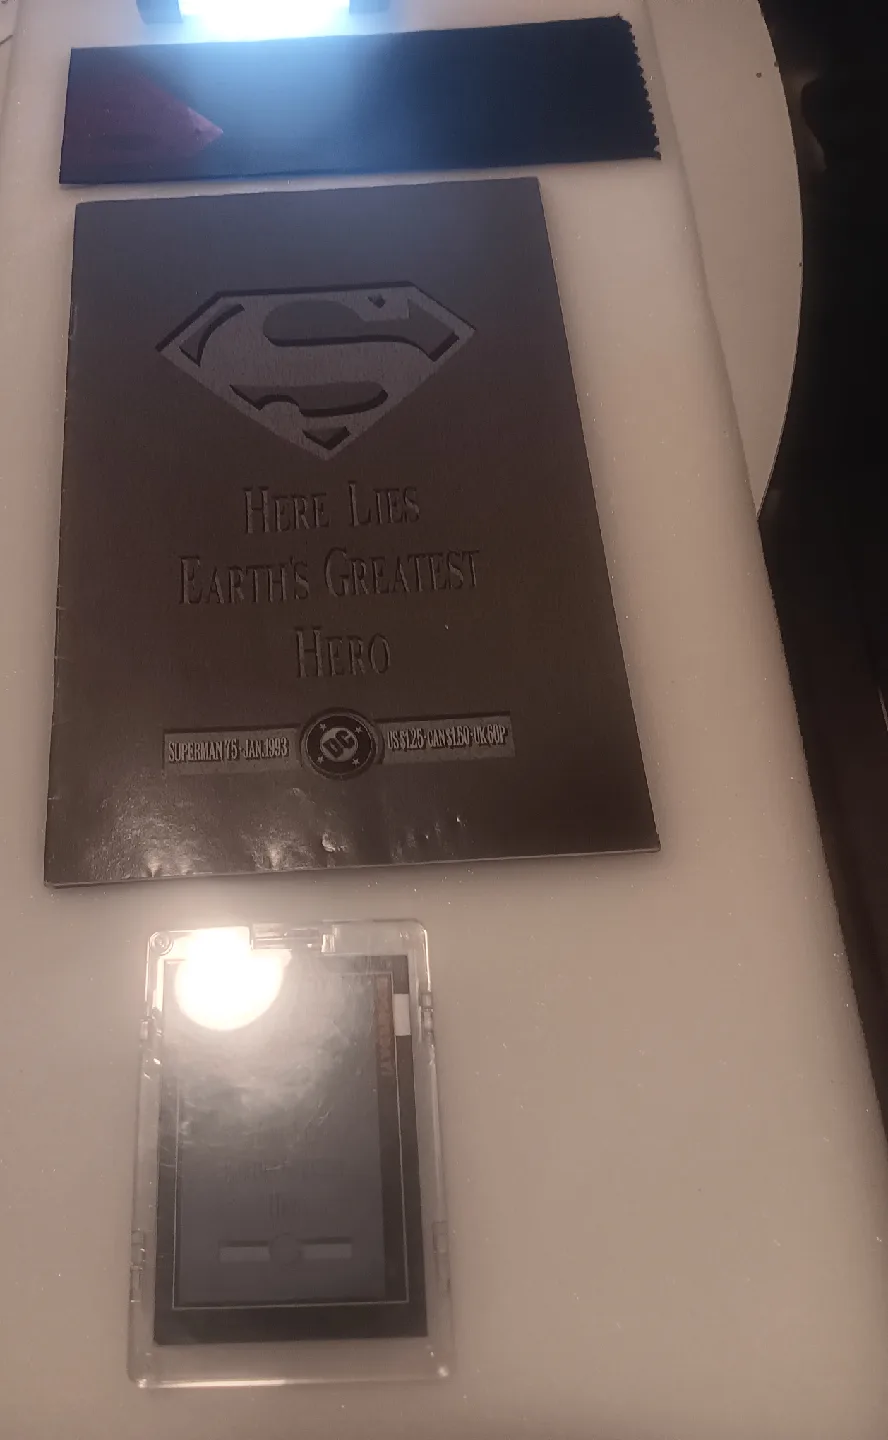 HERE LIES
EARTH'S GREATEST
HERO
SUPERMAN 75·JAN.1993
DC
US $1.25·CAN $1.50·UK 60P